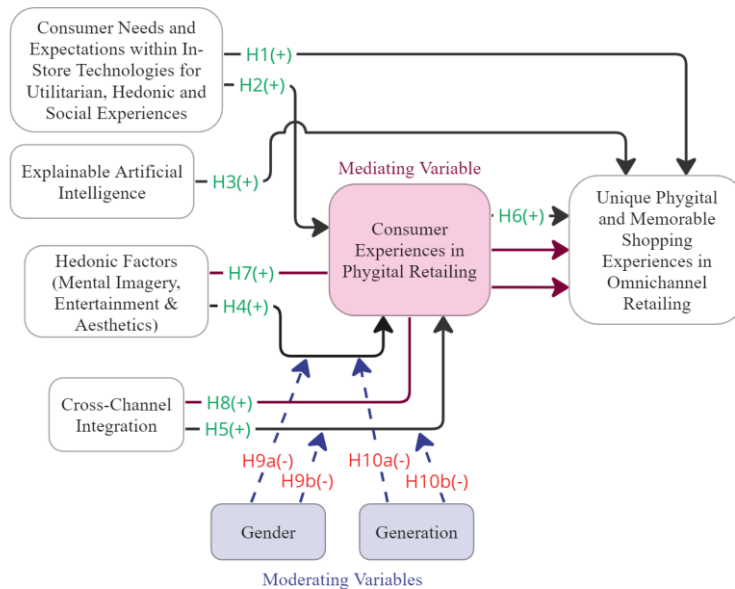 Consumer Needs and
Expectations within In-
Store Technologies for
Utilitarian, Hedonic and
Social Experiences
H1(+)
H2(+)
Explainable Artificial
Intelligence
H3(+)
Mediating Variable
Consumer
Experiences in
Phygital Retailing
H6(+)
Unique Phygital
and Memorable
Shopping
Experiences in
Omnichannel
Retailing
Hedonic Factors
(Mental Imagery,
Entertainment &
Aesthetics)
H7(+)
H4(+)
Cross-Channel
Integration
H8(+)
H5(+)
H9a(-)
H9b(-)
H10a(-)
H10b(-)
Gender
Generation
Moderating Variables